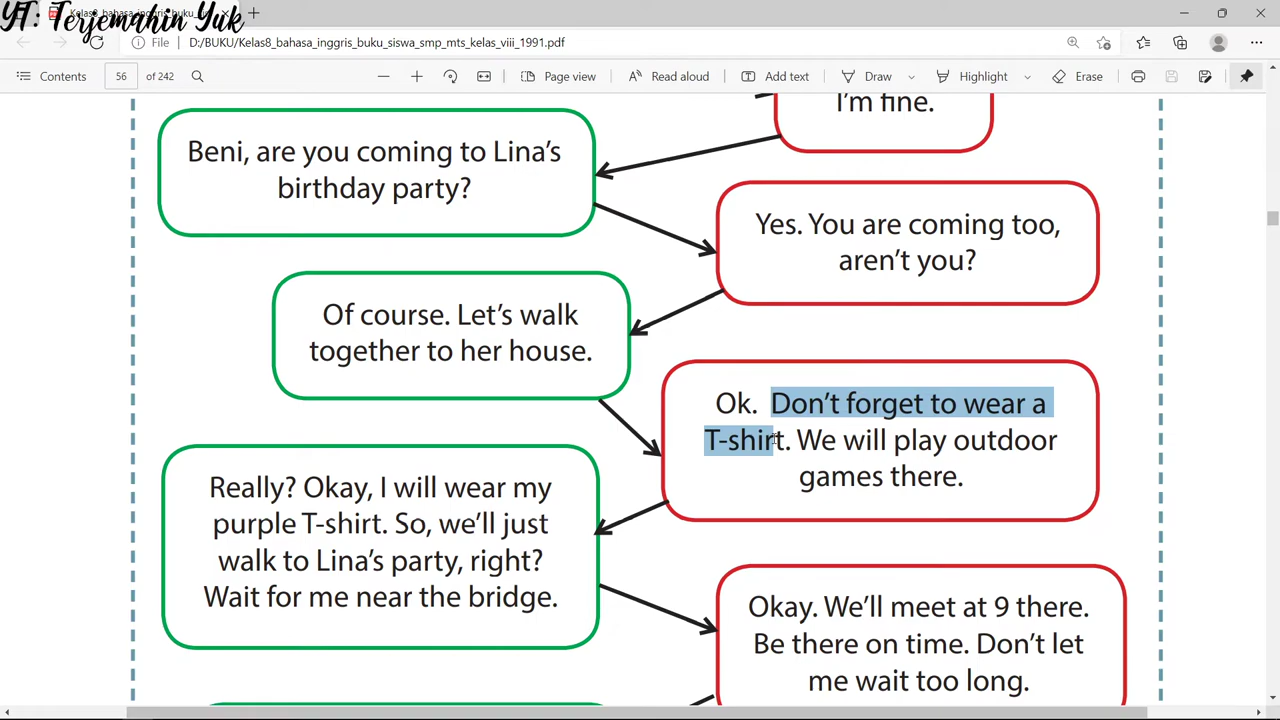 YT: Terjemahin Yuk
File
D:/BUKU/Kelas8_bahasa_inggris_buku_siswa_smp_mts_kelas_viii_1991.pdf
Contents
56
of 242
Page view
Read aloud
Add text
Draw
Highlight
Erase
I'm fine.
Beni, are you coming to Lina's
birthday party?
Yes. You are coming too,
aren't you?
Of course. Let's walk
together to her house.
Ok. Don't forget to wear a
T-shirt. We will play outdoor
games there.
Really? Okay, I will wear my
purple T-shirt. So, we'll just
walk to Lina's party, right?
Wait for me near the bridge.
Okay. We'll meet at 9 there.
Be there on time. Don't let
me wait too long.